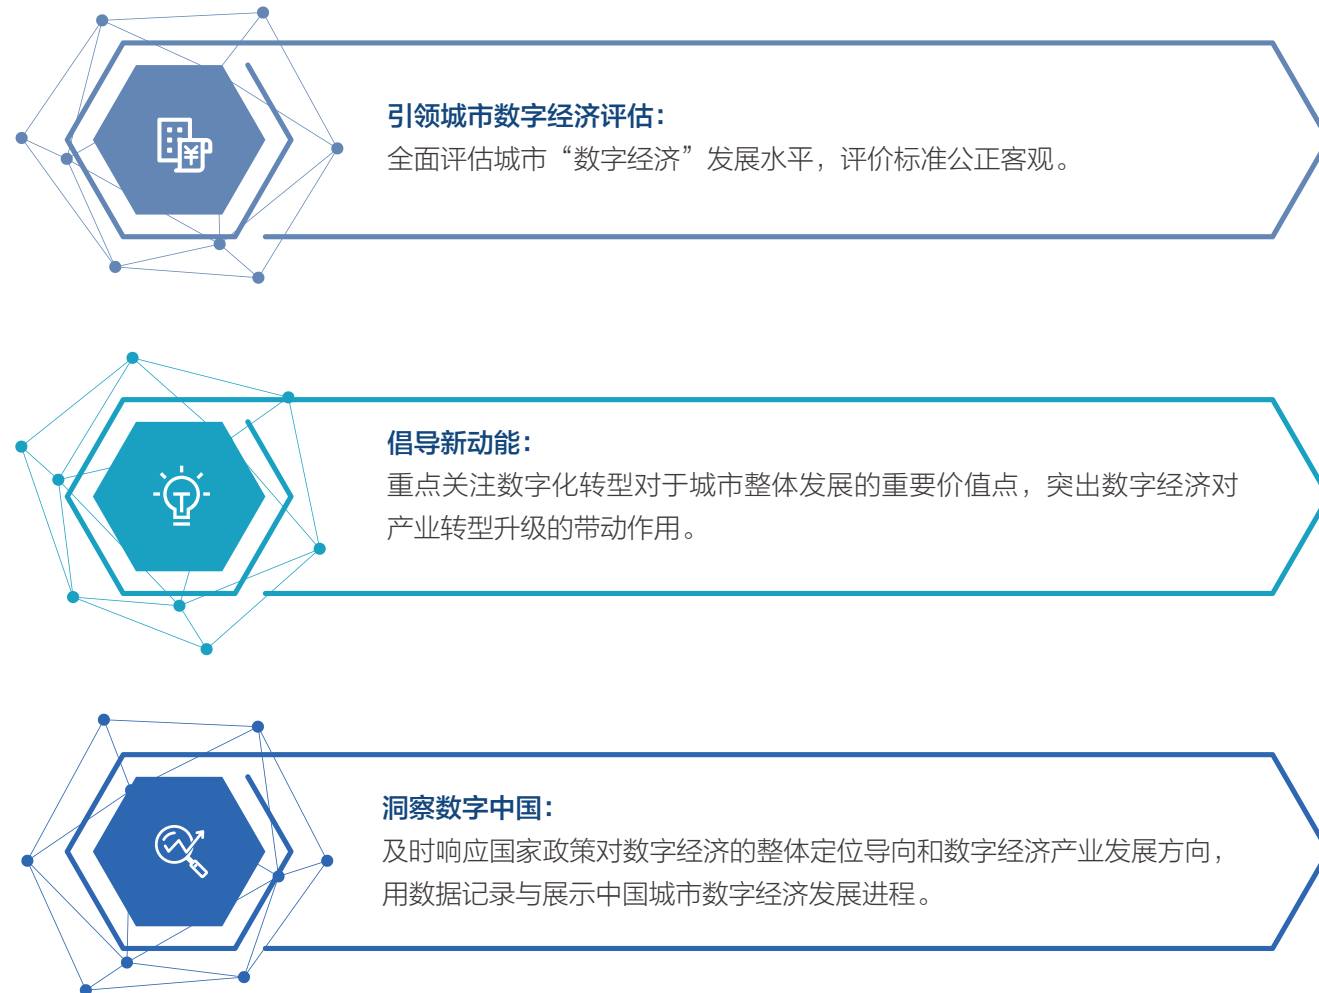 引领城市数字经济评估：
全面评估城市“数字经济”发展水平，评价标准公正客观。
倡导新动能：
重点关注数字化转型对于城市整体发展的重要价值点，突出数字经济对
产业转型升级的带动作用。
洞察数字中国：
及时响应国家政策对数字经济的整体定位导向和数字经济产业发展方向，
用数据记录与展示中国城市数字经济发展进程。